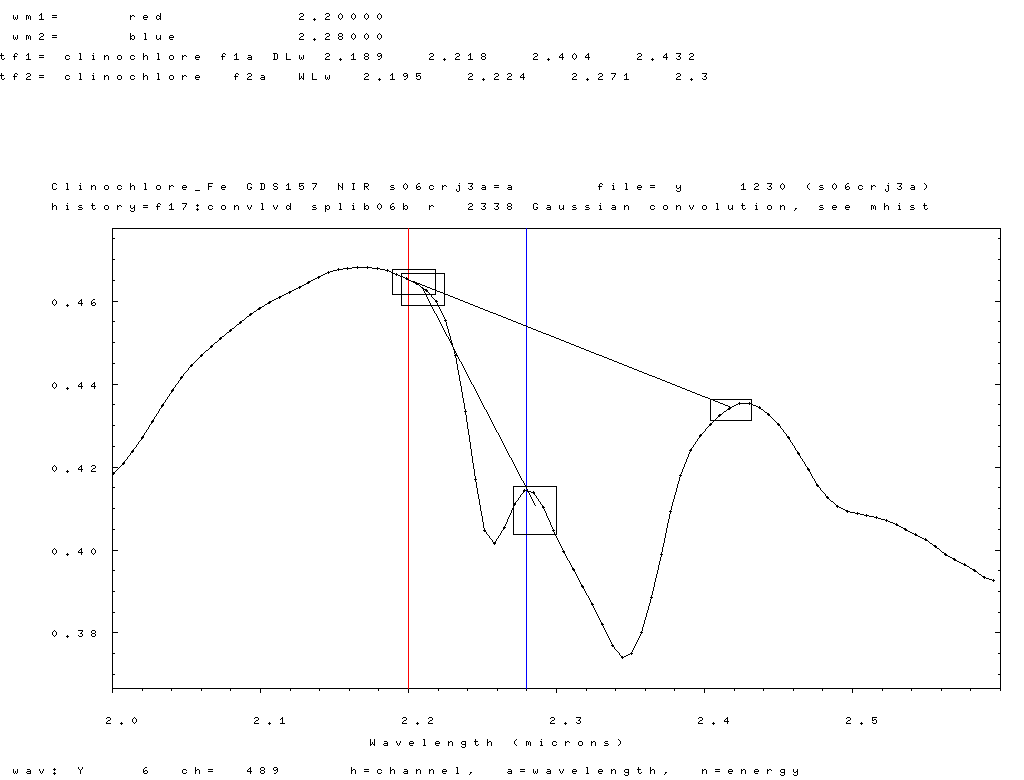 wm1= red 2.20000
wm2= blue 2.28000
tf1= clinochlore f1a DLw 2.189 2.218 2.404 2.432
tf2= clinochlore f2a WLw 2.195 2.224 2.271 2.3
Clinochlore_Fe GDS157 NIR s06crj3a=a file= y 1230 (s06crj3a)
history=f17:convlvd splib06b r 2338 Gaussian convolution, see mhist
0.46
0.44
0.42
0.40
0.38
2.0 2.1 2.2 2.3 2.4 2.5
Wavelength (microns)
wav: Y 6 ch= 489 h=channel, a=wavelength, n=energy